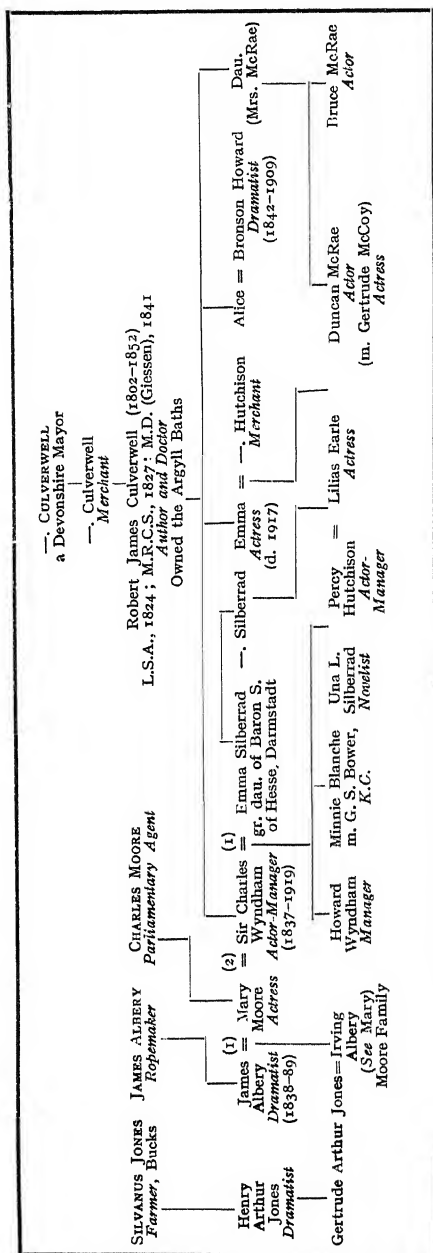 —. CULVERWELL
a Devonshire Mayor
—. Culverwell
Merchant
SILVANUS JONES
Farmer, Bucks
JAMES ALBERY
Ropemaker
CHARLES MOORE
Parliamentary Agent
Robert James Culverwell (1802–1852)
L.S.A., 1824; M.R.C.S., 1827: M.D. (Giessen), 1841
Author and Doctor
Owned the Argyll Baths
Henry
Arthur
Jones
Dramatist
James
Albery
Dramatist
(1838–89)
(1)
=
Mary
Moore
Actress
(2)
=
Sir Charles
Wyndham
Actor-Manager
(1837–1919)
(1)
=
Emma Silberrad
gr. dau. of Baron S.
of Hesse, Darmstadt
—. Silberrad
Emma
Actress
(d. 1917)
=
—. Hutchison
Merchant
Alice = Bronson Howard
Dramatist
(1842–1909)
Dau.
(Mrs. McRae)
Gertrude Arthur Jones=Irving
Albery
(See Mary)
Moore Family
Howard
Wyndham
Manager
Minnie Blanche
m. G. S. Bower,
K.C.
Una L.
Silberrad
Novelist
Percy
Hutchison
Actor-
Manager
=
Lilias Earle
Actress
Duncan McRae
Actor
(m. Gertrude McCoy)
Actress
Bruce McRae
Actor